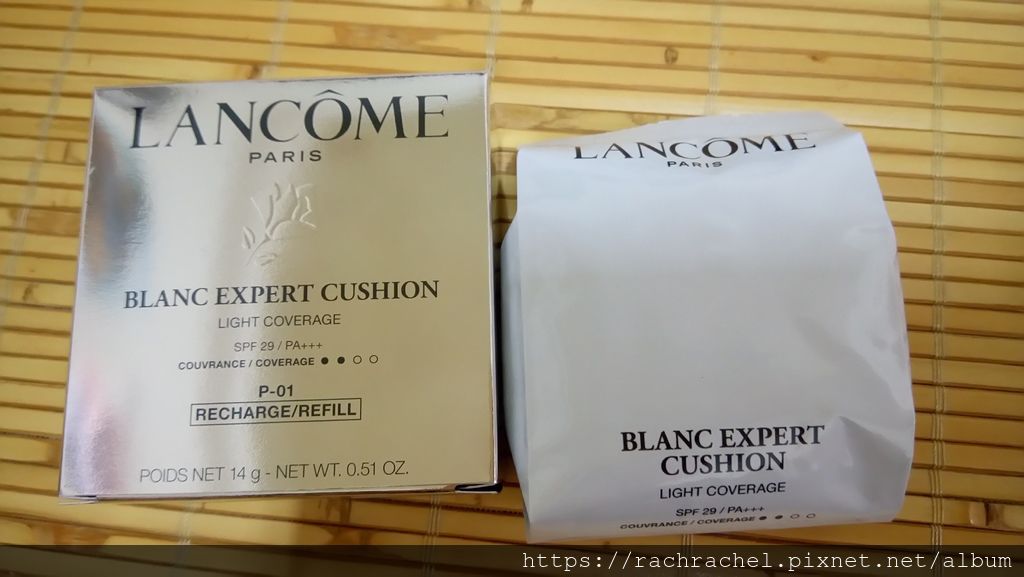 LANCÔME
PARIS
BLANC EXPERT CUSHION
LIGHT COVERAGE
SPF 29 / PA+++
COUVRANCE / COVERAGE ●●○○
P-01
RECHARGE/REFILL
POIDS NET 14 g - NET WT. 0.51 OZ.
LANCÔME
PARIS
BLANC EXPERT
CUSHION
LIGHT COVERAGE
SPF 29 / PA+++
COUVRANCE / COVERAGE ●●○○
https://rachrachel.pixnet.net/album